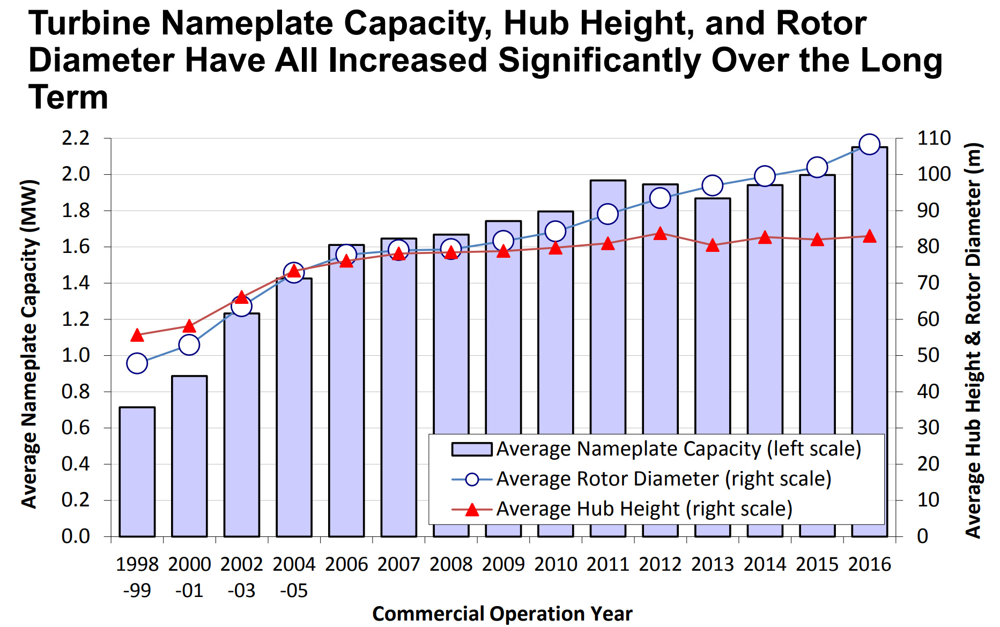 Turbine Nameplate Capacity, Hub Height, and Rotor
Diameter Have All Increased Significantly Over the Long
Term
Average Nameplate Capacity (MW)
2.2
2.0
1.8
1.6
1.4
1.2
1.0
0.8
0.6
0.4
0.2
0.0
110
100
90
80
70
60
50
40
30
20
10
0
Average Hub Height & Rotor Diameter (m)
Average Nameplate Capacity (left scale)
Average Rotor Diameter (right scale)
Average Hub Height (right scale)
1998 2000 2002 2004 2006 2007 2008 2009 2010 2011 2012 2013 2014 2015 2016
-99 -01 -03 -05
Commercial Operation Year